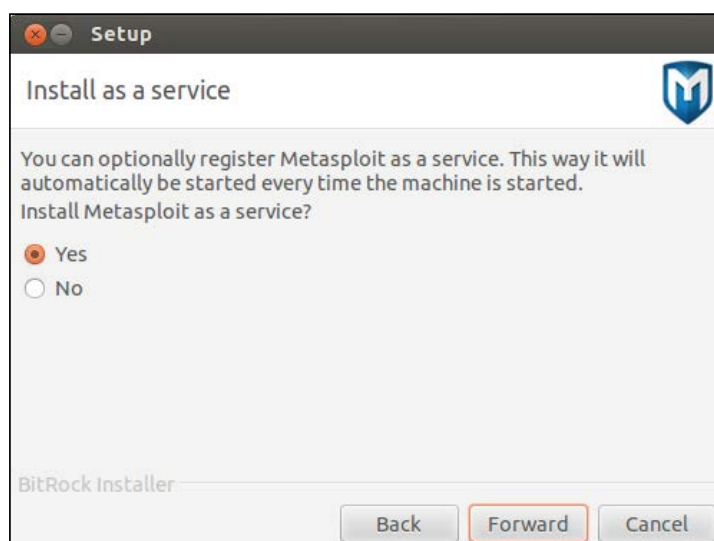 Setup
Install as a service
M
You can optionally register Metasploit as a service. This way it will
automatically be started every time the machine is started.
Install Metasploit as a service?
Yes
No
BitRock Installer
Back
Forward
Cancel